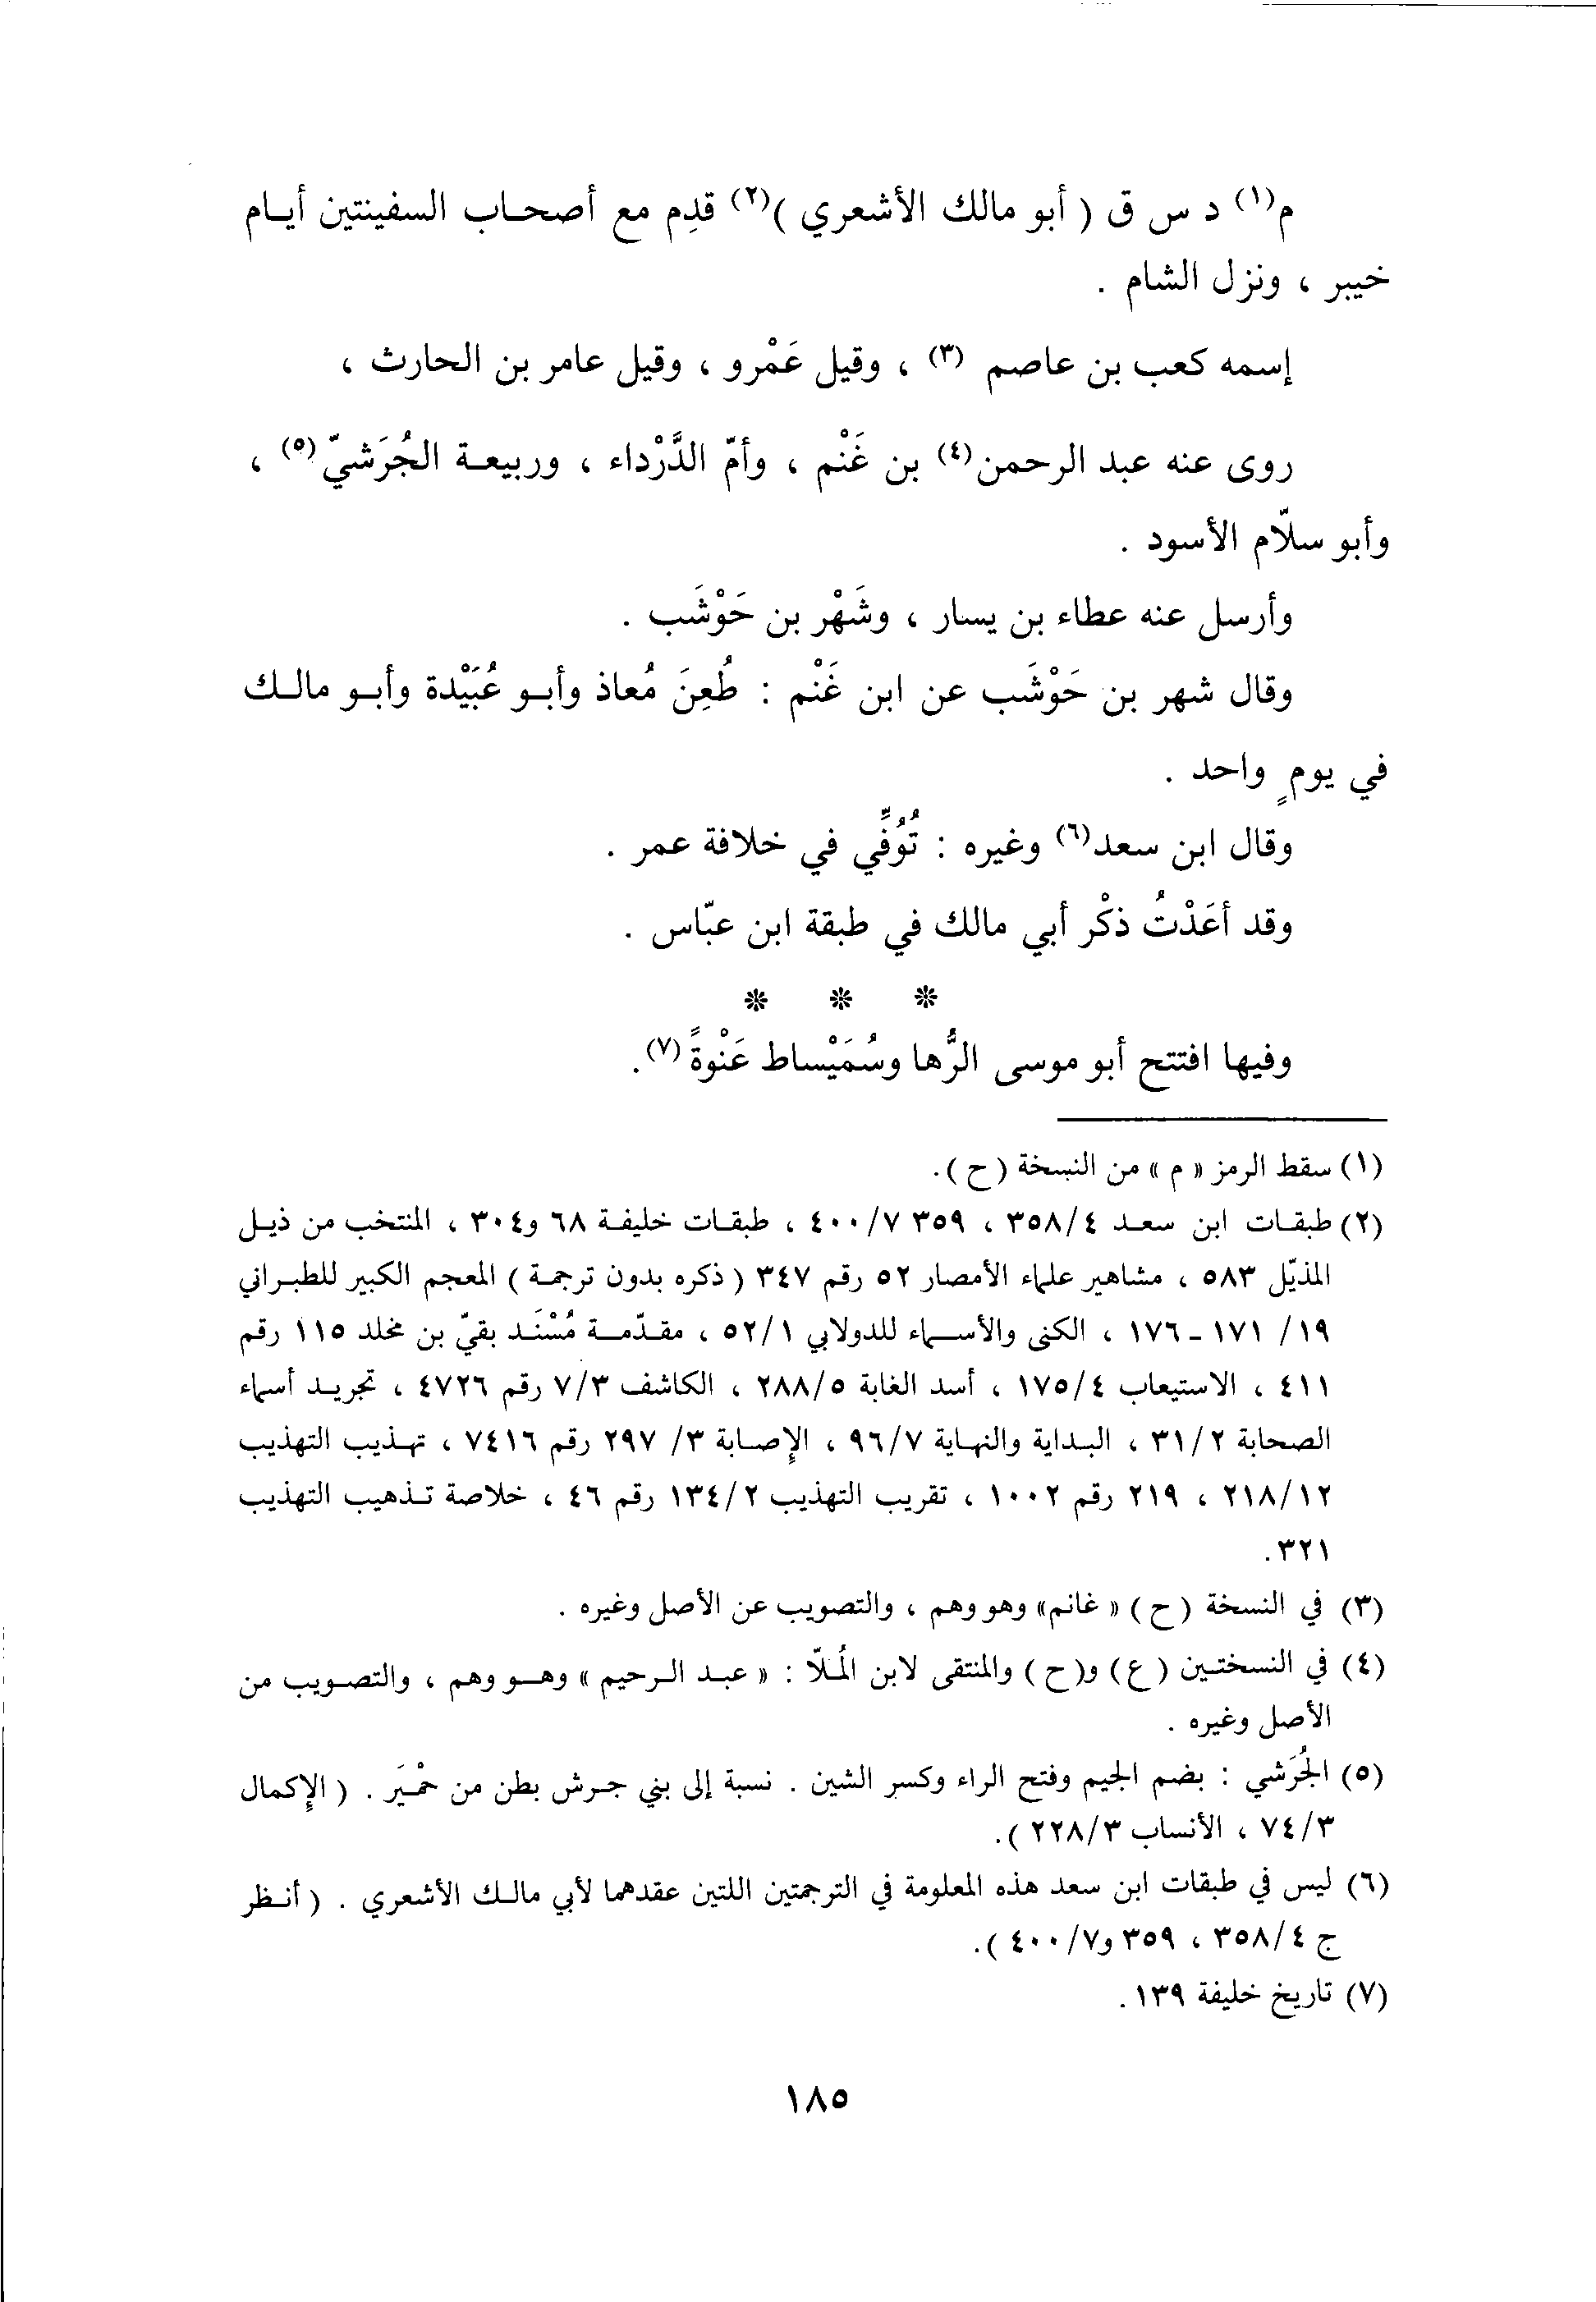 م(١) د س ق ( أبو مالك الأشعري )(٢) قدِم مع أصحاب السفينتين أيام
خيبر ، ونزل الشام .
إسمه كعب بن عاصم (٣) ، وقيل عَمْرو ، وقيل عامر بن الحارث ،
روى عنه عبد الرحمن(٤) بن غَنْم ، وأمّ الدَّرْداء ، وربيعة الجُرَشيّ(٥) ،
وأبو سلاّم الأسود .
وأرسل عنه عطاء بن يسار ، وشَهْر بن حَوْشَب .
وقال شهر بن حَوْشَب عن ابن غَنْم : طُعِنَ مُعاذ وأبو عُبَيْدة وأبو مالك
في يومٍ واحد .
وقال ابن سعد(٦) وغيره : تُوُفِّي في خلافة عمر .
وقد أعَدْتُ ذكْر أبي مالك في طبقة ابن عبّاس .
* * *
وفيها افتتح أبو موسى الرُّها وسُمَيْساط عَنْوةً(٧).
(١) سقط الرمز « م » من النسخة ( ح ).
(٢) طبقات ابن سعد ٣٥٨/٤ ، ٣٥٩ ٤٠٠/٧ ، طبقات خليفة ٦٨ و٣٠٤ ، المنتخب من ذيل
المذيّل ٥٨٣ ، مشاهير علماء الأمصار ٥٢ رقم ٣٤٧ ( ذكره بدون ترجمة ) المعجم الكبير للطبراني
١٩/ ١٧١ - ١٧٦ ، الكنى والأسماء للدولابي ٥٢/١ ، مقدّمة مُسْنَد بقيّ بن مخلد ١١٥ رقم
٤١١ ، الاستيعاب ١٧٥/٤ ، أسد الغابة ٢٨٨/٥ ، الكاشف ٧/٣ رقم ٤٧٢٦ ، تجريد أسماء
الصحابة ٣١/٢ ، البداية والنهاية ٩٦/٧ ، الإصابة ٣/ ٢٩٧ رقم ٧٤١٦ ، تهذيب التهذيب
٢١٨/١٢ ، ٢١٩ رقم ١٠٠٢ ، تقريب التهذيب ١٣٤/٢ رقم ٤٦ ، خلاصة تذهيب التهذيب
٣٢١.
(٣) في النسخة ( ح ) « غانم» وهو وهم ، والتصويب عن الأصل وغيره .
(٤) في النسختين ( ع ) و( ح ) والمنتقى لابن المُلاّ : « عبد الرحيم » وهو وهم ، والتصويب من
الأصل وغيره .
(٥) الجُرَشي : بضم الجيم وفتح الراء وكسر الشين . نسبة إلى بني جرش بطن من حمْيَر . ( الإكمال
٧٤/٣ ، الأنساب ٢٢٨/٣ ).
(٦) ليس في طبقات ابن سعد هذه المعلومة في الترجمتين اللتين عقدهما لأبي مالك الأشعري . ( أنظر
ج ٣٥٨/٤ ، ٣٥٩ و٤٠٠/٧ ).
(٧) تاريخ خليفة ١٣٩.
١٨٥